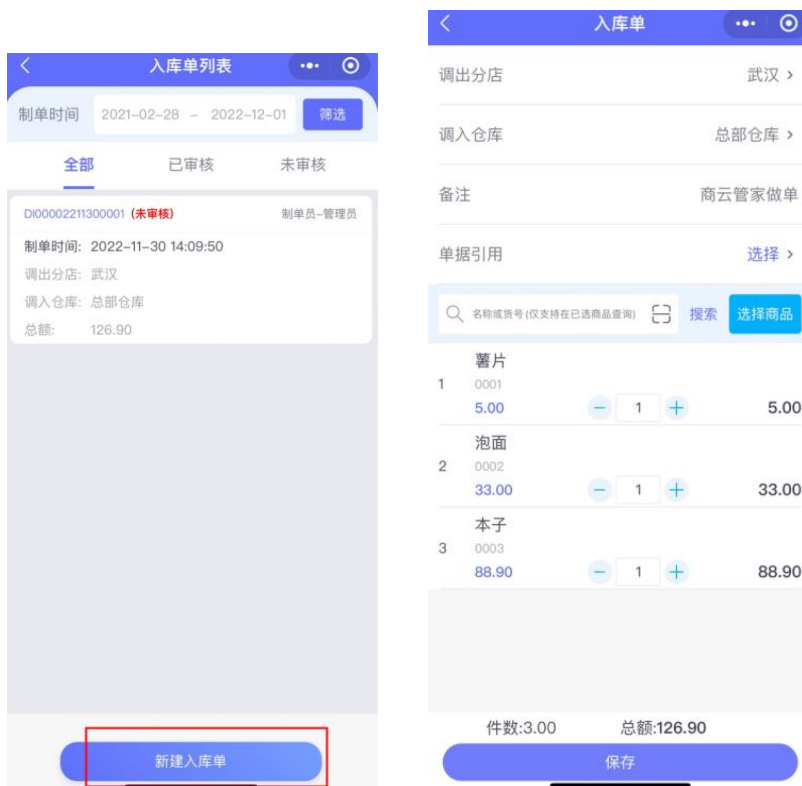 入库单列表
制单时间 2021-02-28 - 2022-12-01 筛选
全部 已审核 未审核
DI00002211300001 (未审核) 制单员-管理员
制单时间: 2022-11-30 14:09:50
调出分店: 武汉
调入仓库: 总部仓库
总额: 126.90
新建入库单
入库单
调出分店 武汉 >
调入仓库 总部仓库 >
备注 商云管家做单
单据引用 选择 >
名称或货号(仅支持在已选商品查询) 搜索 选择商品
薯片
1 0001
5.00 - 1 + 5.00
泡面
2 0002
33.00 - 1 + 33.00
本子
3 0003
88.90 - 1 + 88.90
件数:3.00 总额:126.90
保存